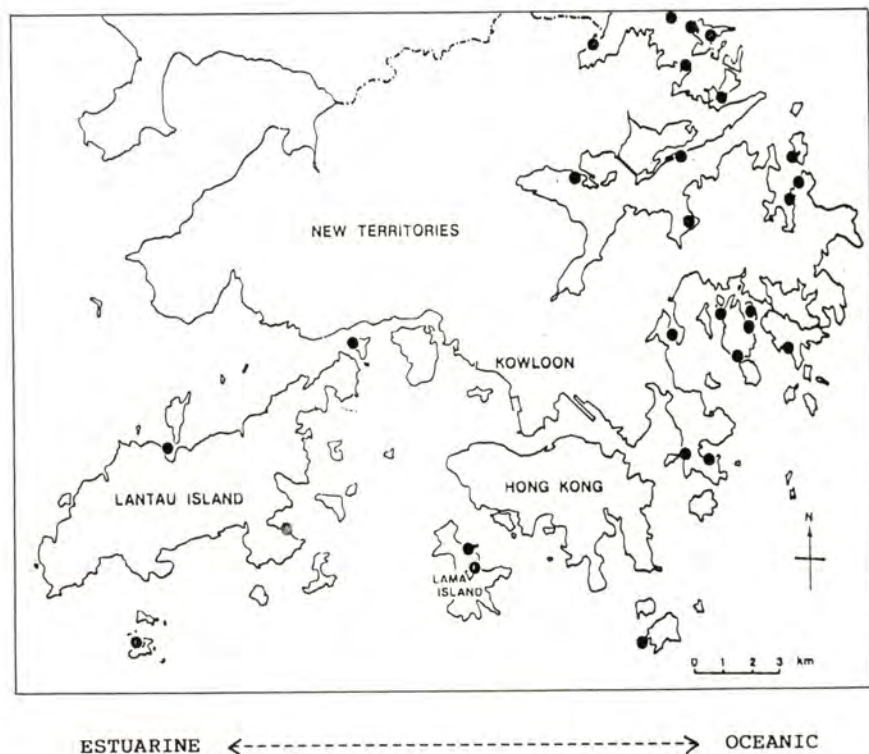 NEW TERRITORIES
KOWLOON
LANTAU ISLAND
HONG KONG
N
LAMA
ISLAND
0 1 2 3 km
ESTUARINE <--------------------> OCEANIC